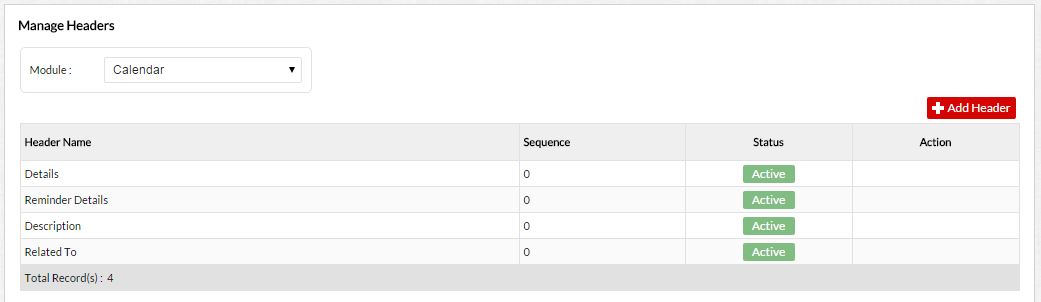 Manage Headers
Module : Calendar
Add Header
Header Name Sequence Status Action
Details 0 Active
Reminder Details 0 Active
Description 0 Active
Related To 0 Active
Total Record(s) : 4